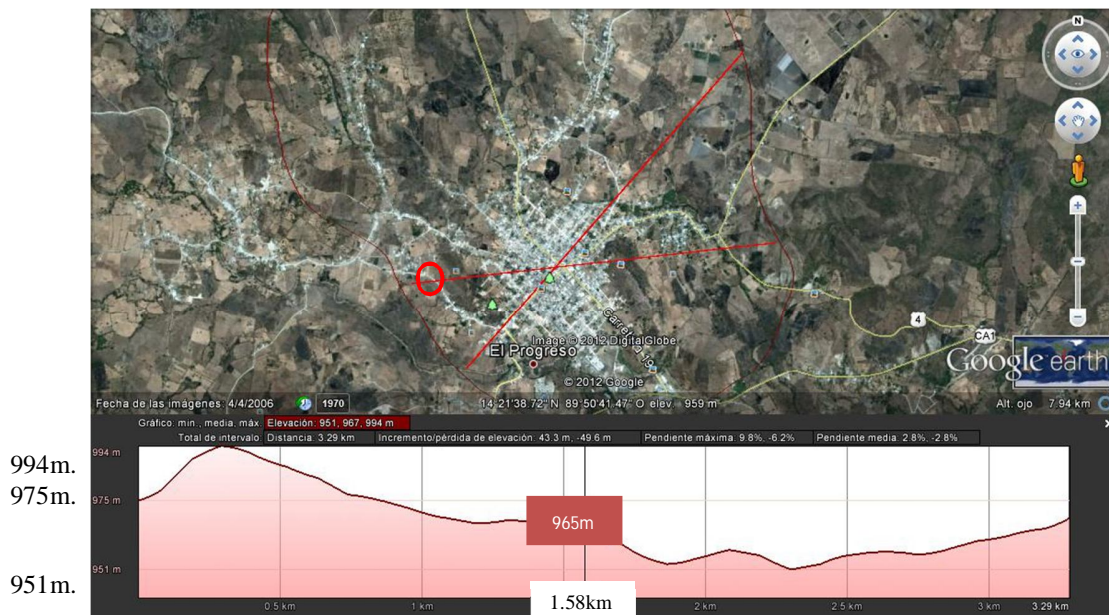 N
Carretera 19
4
CA1
Image © 2012 DigitalGlobe
El Progreso
© 2012 Google
Google earth
Fecha de las imágenes: 4/4/2006 1970 14°21'38.72" N 89°50'41.47" O elev 959 m Alt. ojo 7.94 km
Gráfico: mín., media, máx. Elevación: 951, 967, 994 m
Total de intervalo Distancia: 3.29 km Incremento/pérdida de elevación: 43.3 m, -49.6 m Pendiente máxima: 9.8%, -6.2% Pendiente media: 2.8%, -2.8%
994m. 994 m
975m. 975 m
965m
951m. 951 m
0.5 km 1 km 1.58km 2 km 2.5 km 3 km 3.29 km